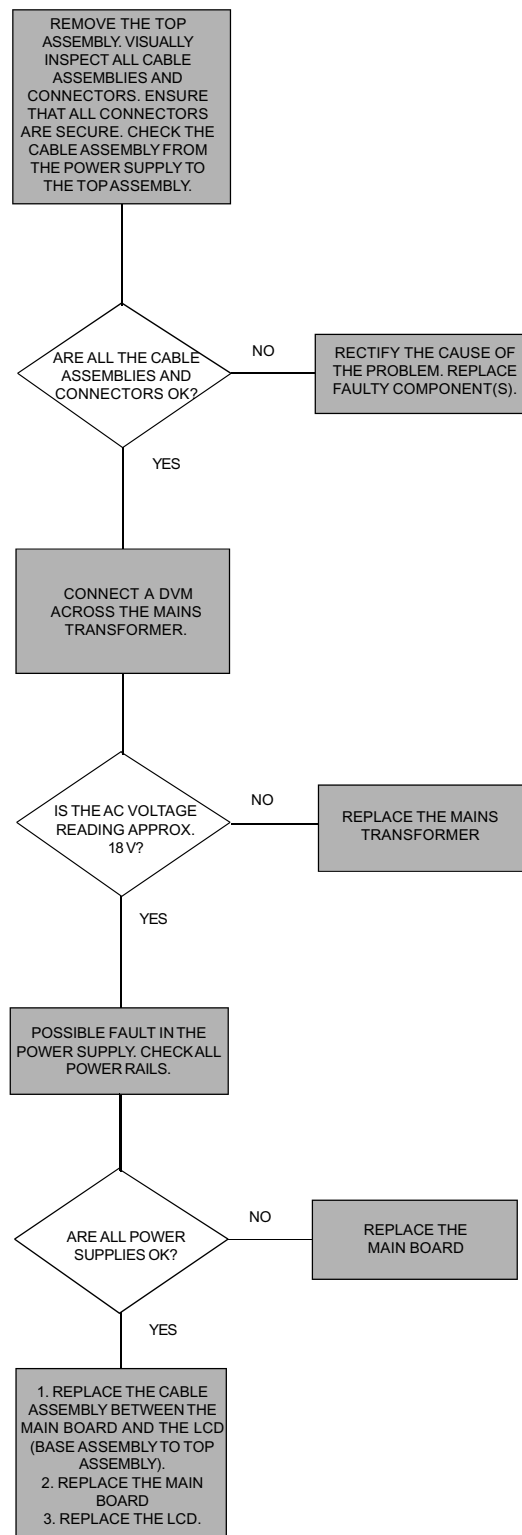 REMOVE THE TOP
ASSEMBLY. VISUALLY
INSPECT ALL CABLE
ASSEMBLIES AND
CONNECTORS. ENSURE
THAT ALL CONNECTORS
ARE SECURE. CHECK THE
CABLE ASSEMBLY FROM
THE POWER SUPPLY TO
THE TOP ASSEMBLY.
ARE ALL THE CABLE
ASSEMBLIES AND
CONNECTORS OK?
NO
RECTIFY THE CAUSE OF
THE PROBLEM. REPLACE
FAULTY COMPONENT(S).
YES
CONNECT A DVM
ACROSS THE MAINS
TRANSFORMER.
IS THE AC VOLTAGE
READING APPROX.
18 V?
NO
REPLACE THE MAINS
TRANSFORMER
YES
POSSIBLE FAULT IN THE
POWER SUPPLY. CHECK ALL
POWER RAILS.
ARE ALL POWER
SUPPLIES OK?
NO
REPLACE THE
MAIN BOARD
YES
1. REPLACE THE CABLE
ASSEMBLY BETWEEN THE
MAIN BOARD AND THE LCD
(BASE ASSEMBLY TO TOP
ASSEMBLY).
2. REPLACE THE MAIN
BOARD
3. REPLACE THE LCD.